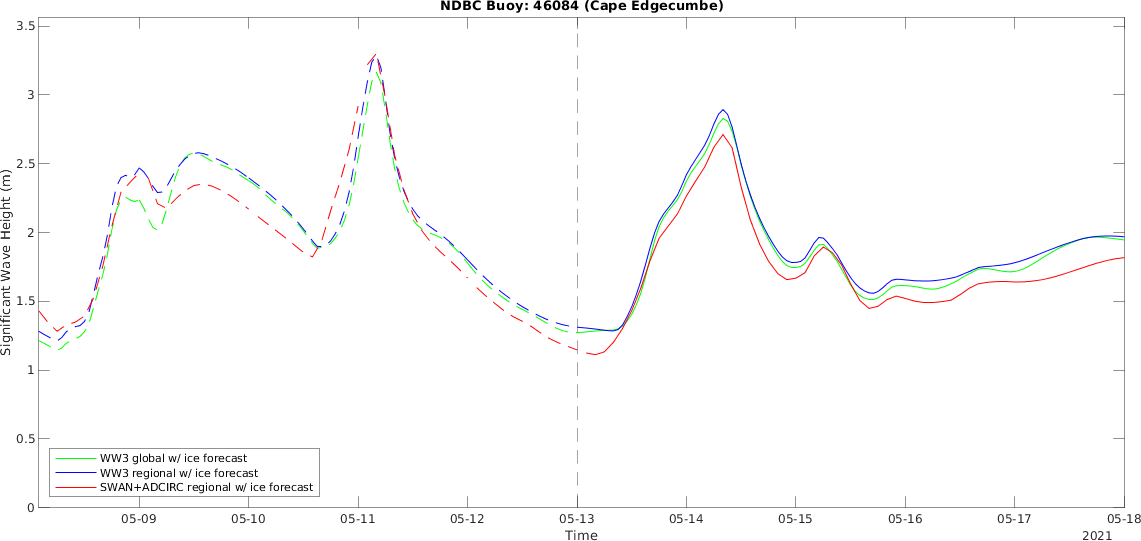 NDBC Buoy: 46084 (Cape Edgecumbe)
3.5
3
2.5
2
1.5
1
0.5
0
Significant Wave Height (m)
WW3 global w/ ice forecast
WW3 regional w/ ice forecast
SWAN+ADCIRC regional w/ ice forecast
05-09 05-10 05-11 05-12 05-13 05-14 05-15 05-16 05-17 05-18
Time
2021